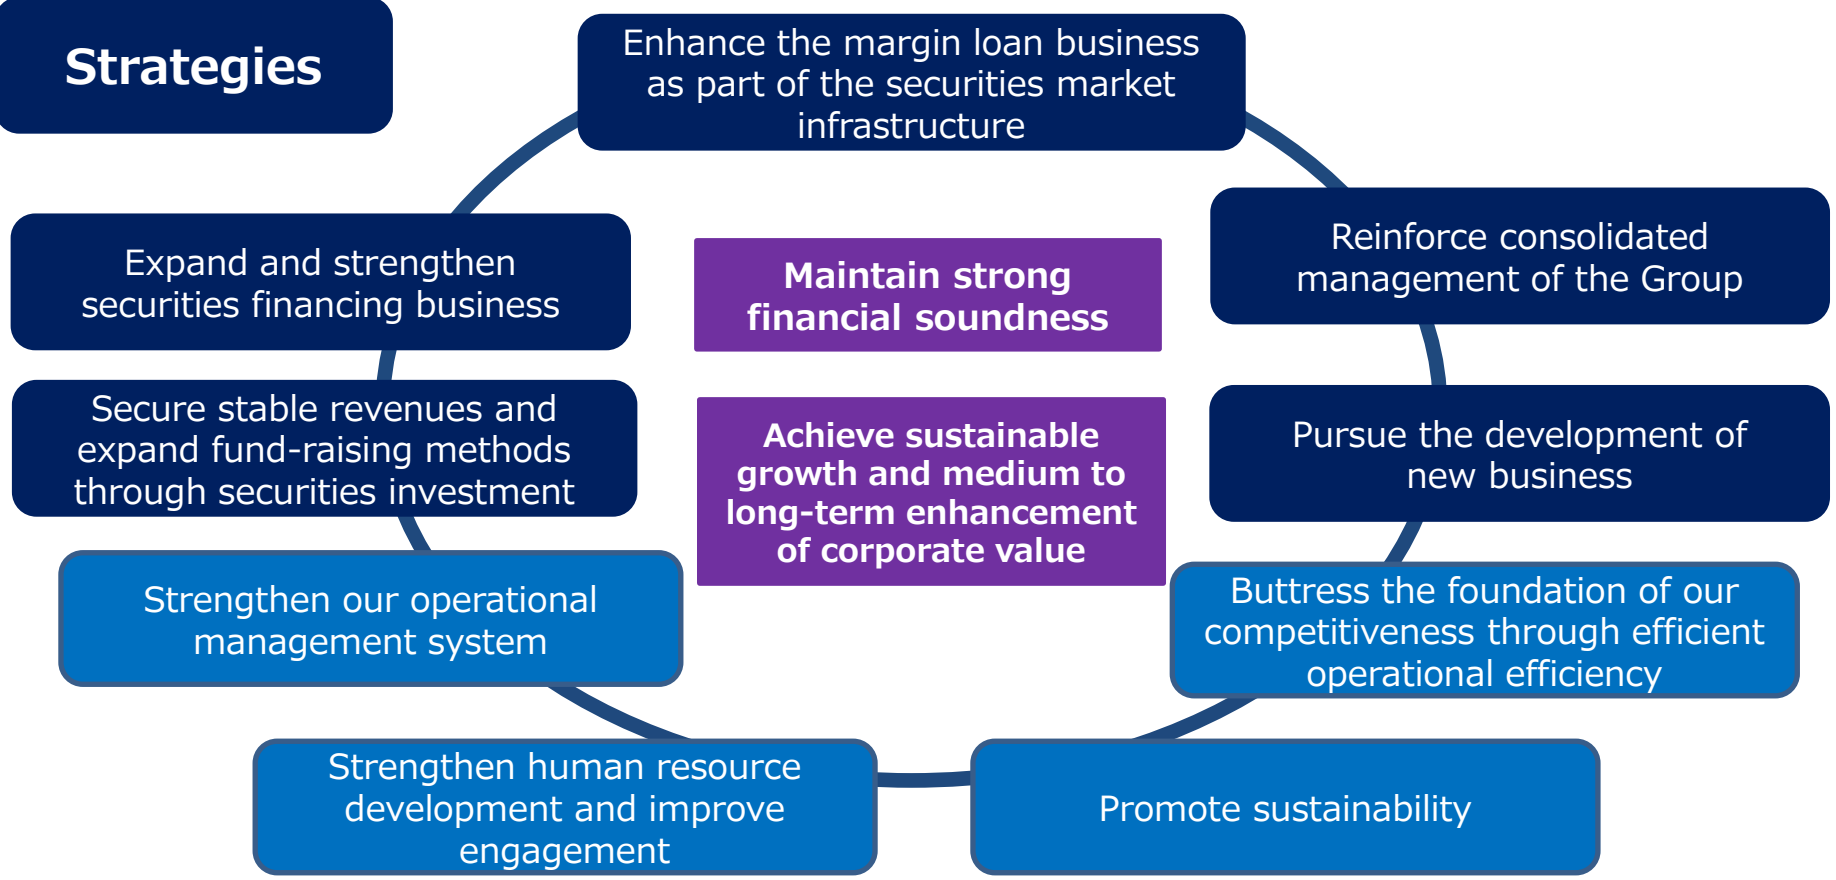 Strategies
Enhance the margin loan business
as part of the securities market
infrastructure
Expand and strengthen
securities financing business
Maintain strong
financial soundness
Reinforce consolidated
management of the Group
Secure stable revenues and
expand fund-raising methods
through securities investment
Achieve sustainable
growth and medium to
long-term enhancement
of corporate value
Pursue the development of
new business
Strengthen our operational
management system
Buttress the foundation of our
competitiveness through efficient
operational efficiency
Strengthen human resource
development and improve
engagement
Promote sustainability